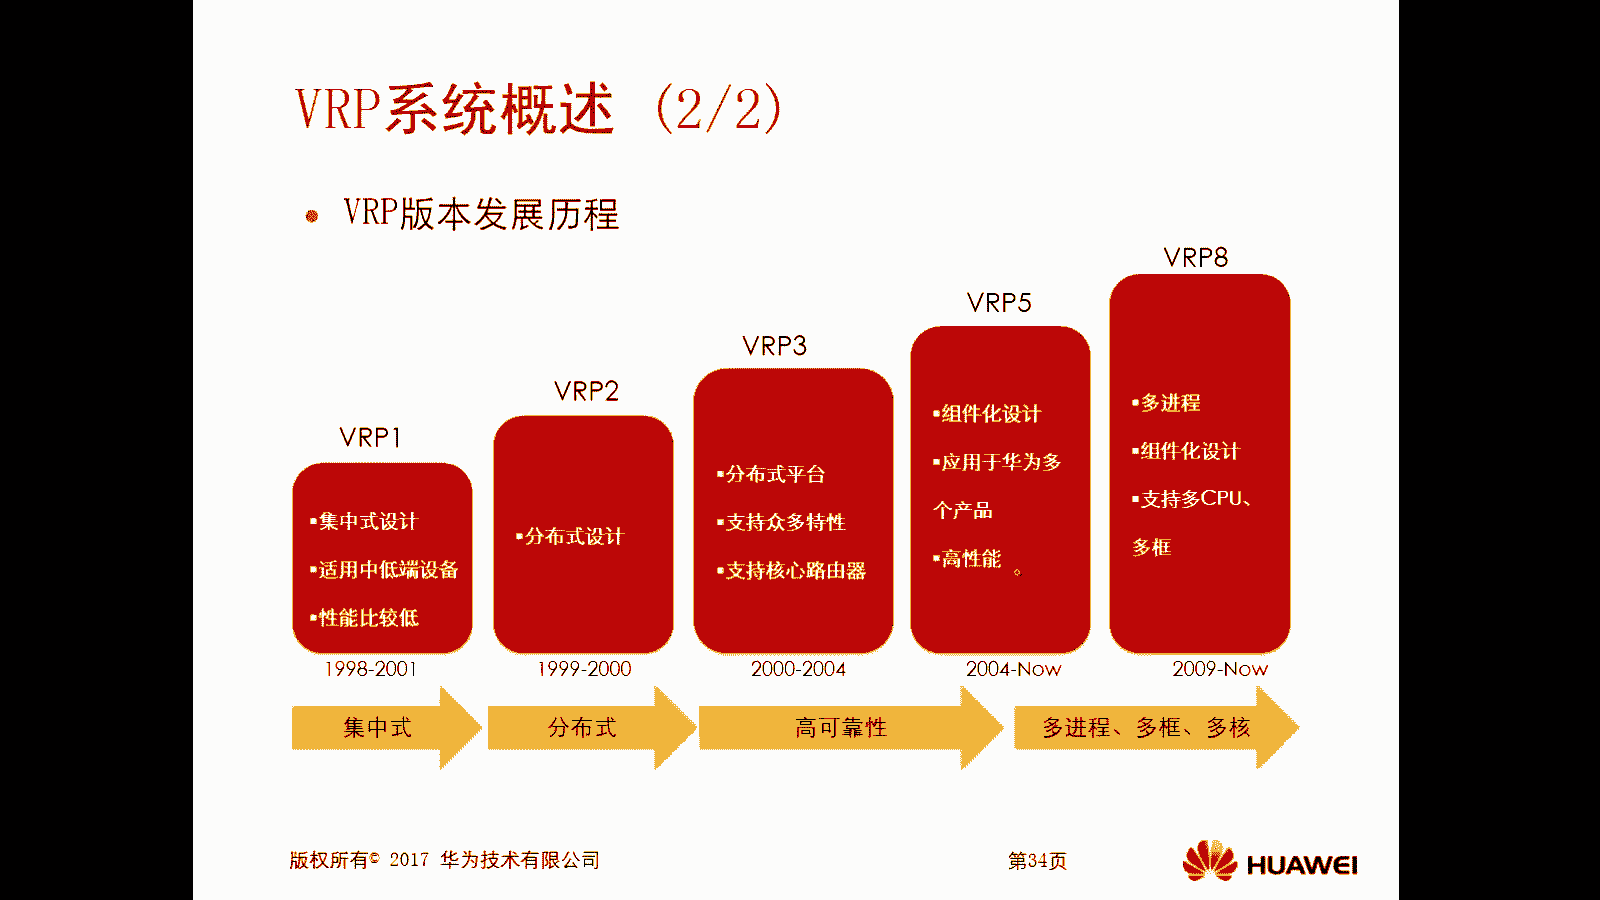 VRP系统概述 (2/2)
• VRP版本发展历程
VRP1
▪集中式设计
▪适用中低端设备
▪性能比较低
1998-2001
VRP2
▪分布式设计
1999-2000
VRP3
▪分布式平台
▪支持众多特性
▪支持核心路由器
2000-2004
VRP5
▪组件化设计
▪应用于华为多
个产品
▪高性能 。
2004-Now
VRP8
▪多进程
▪组件化设计
▪支持多CPU、
多框
2009-Now
集中式
分布式
高可靠性
多进程、多框、多核
版权所有© 2017 华为技术有限公司
第34页
HUAWEI